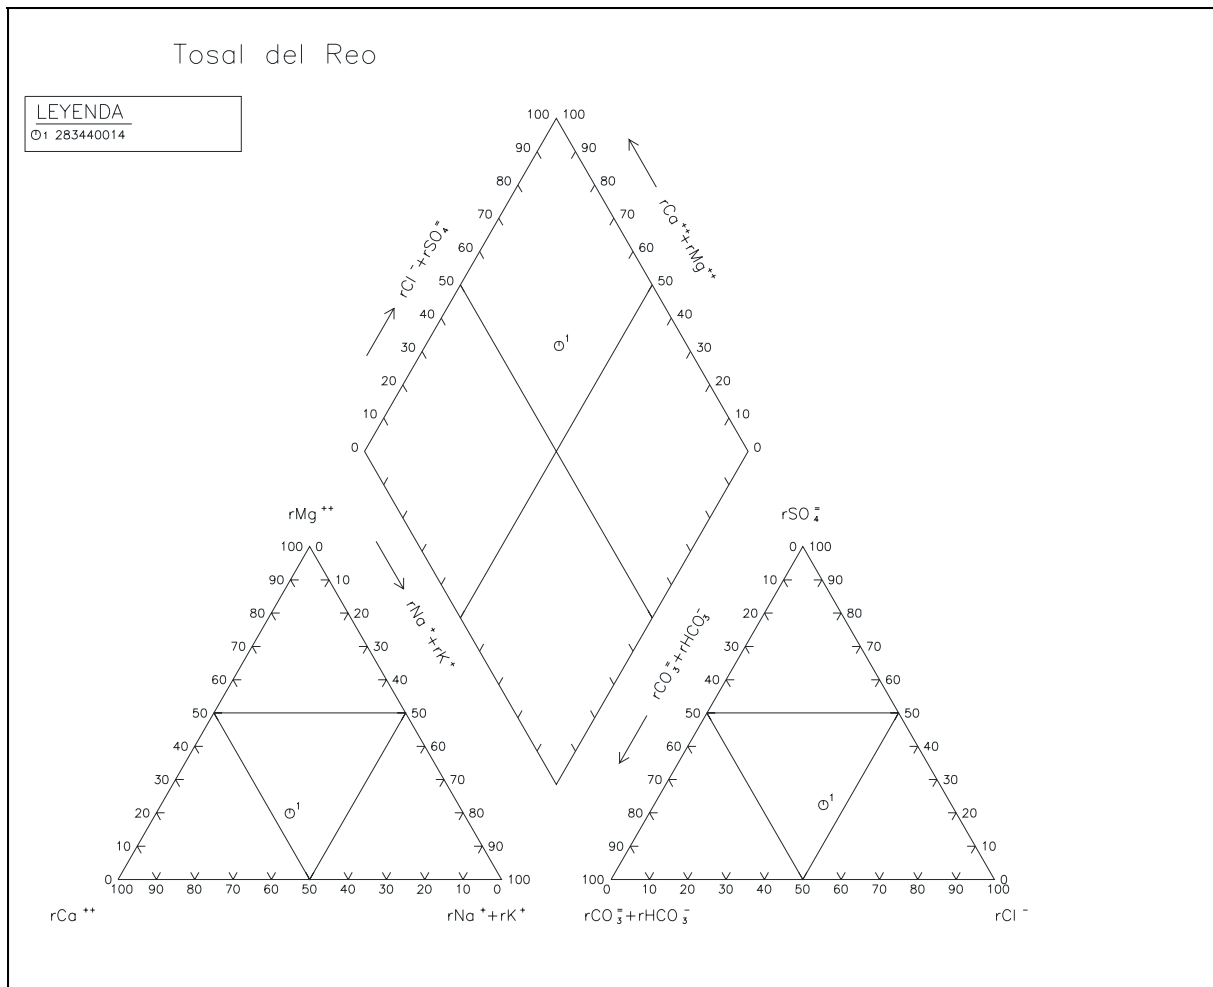 Tosal del Reo
LEYENDA
1 283440014
100 100
90 90
80 80
70 70
60 60
50 50
40 40
30 30
20 20
10 10
0 0
rCl⁻+rSO₄⁼
rCa⁺⁺+rMg⁺⁺
1
rNa⁺+rK⁺
rCO₃⁼+rHCO₃⁻
rMg⁺⁺
100 0
90 10
80 20
70 30
60 40
50 50
40 60
30 70
20 80
10 90
0 100
1
100 90 80 70 60 50 40 30 20 10 0
rCa⁺⁺
rNa⁺+rK⁺
rSO₄⁼
0 100
10 90
20 80
30 70
40 60
50 50
60 40
70 30
80 20
90 10
100 0
1
0 10 20 30 40 50 60 70 80 90 100
rCO₃⁼+rHCO₃⁻
rCl⁻